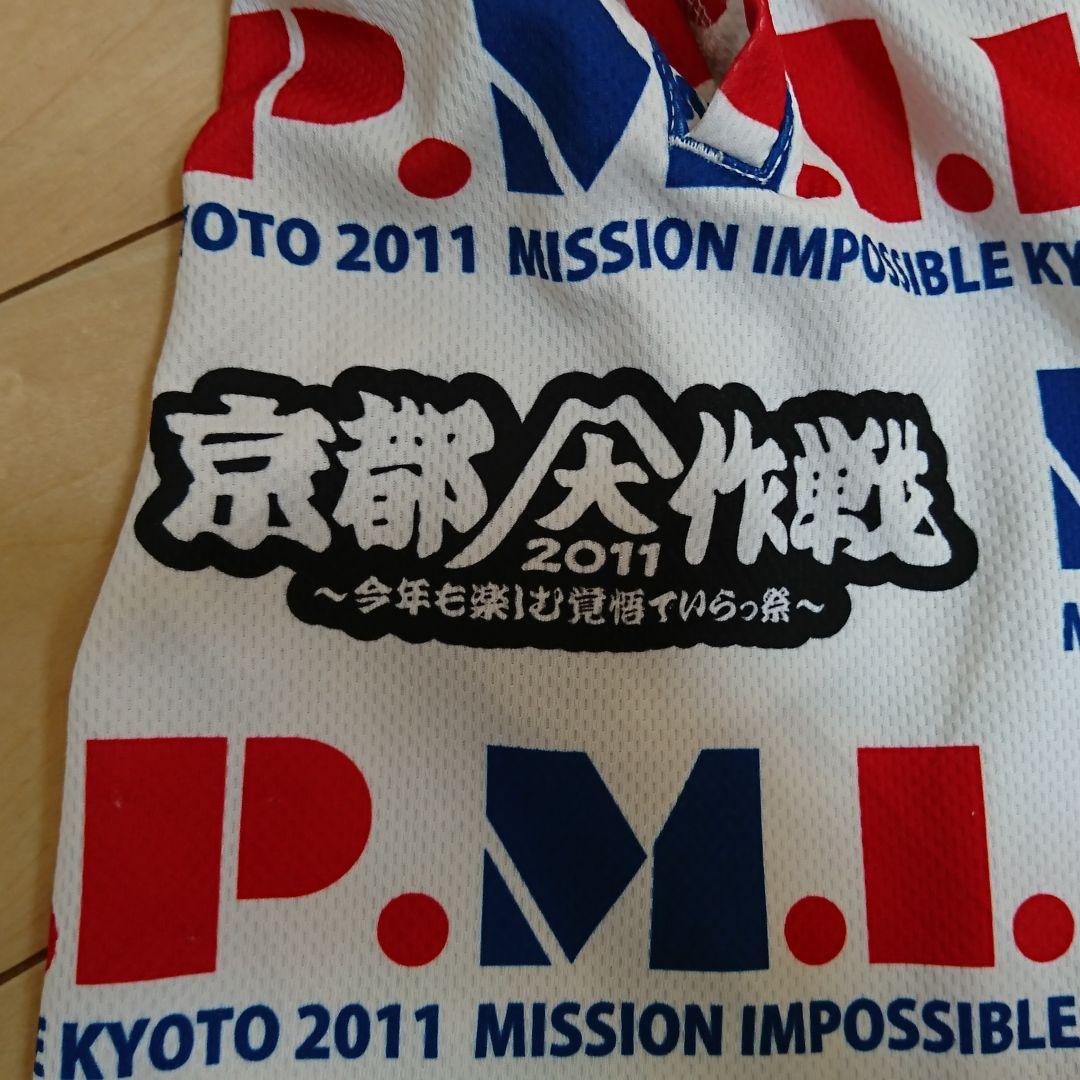 P.M.I.
YOTO 2011 MISSION IMPOSSIBLE KY
京都大作戦
2011
～今年も楽しむ覚悟でいらっ祭～
M
P.M.I.
E KYOTO 2011 MISSION IMPOSSIBLE